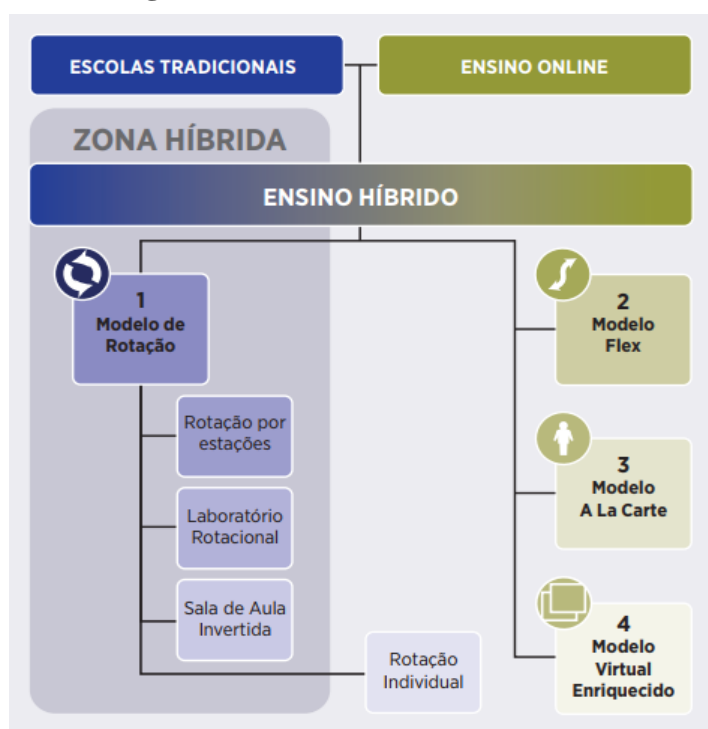 ESCOLAS TRADICIONAIS
ENSINO ONLINE
ZONA HÍBRIDA
ENSINO HÍBRIDO
1
Modelo de
Rotação
Rotação por
estações
Laboratório
Rotacional
Sala de Aula
Invertida
Rotação
Individual
2
Modelo
Flex
3
Modelo
A La Carte
4
Modelo
Virtual
Enriquecido